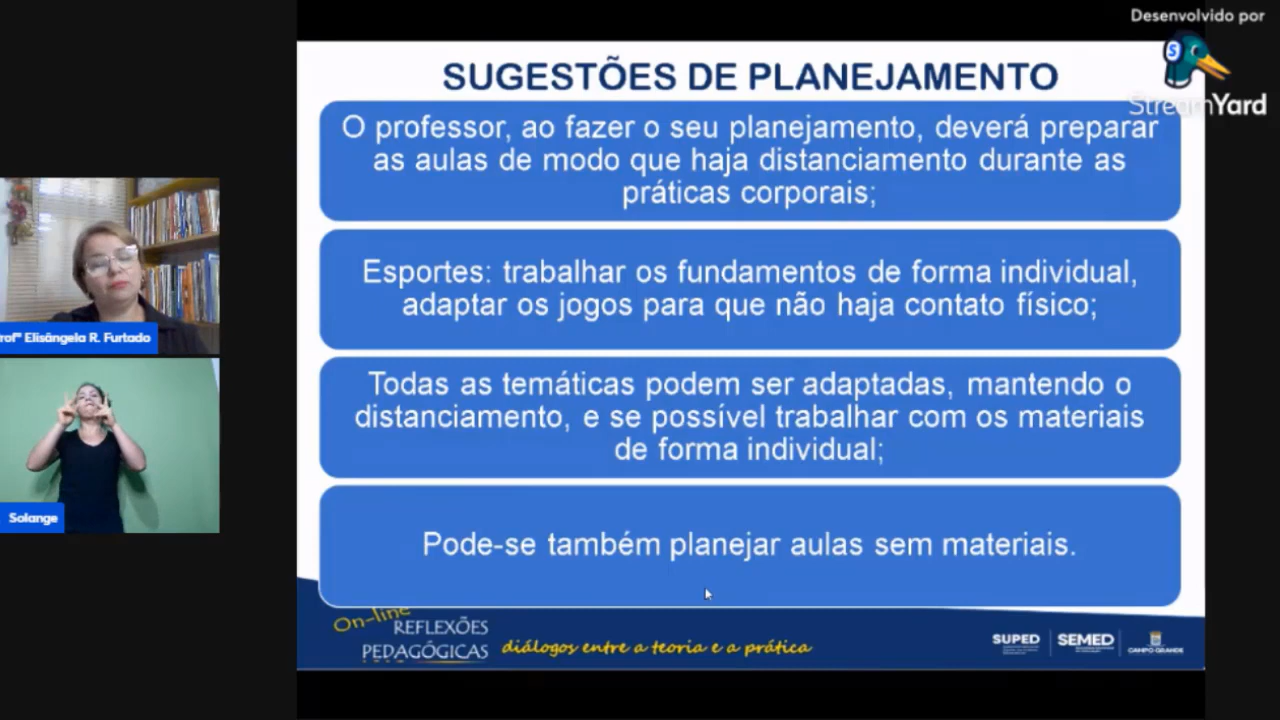 Desenvolvido por
StreamYard
SUGESTÕES DE PLANEJAMENTO
O professor, ao fazer o seu planejamento, deverá preparar
as aulas de modo que haja distanciamento durante as
práticas corporais;
Esportes: trabalhar os fundamentos de forma individual,
adaptar os jogos para que não haja contato físico;
Todas as temáticas podem ser adaptadas, mantendo o
distanciamento, e se possível trabalhar com os materiais
de forma individual;
Pode-se também planejar aulas sem materiais.
rofª Elisângela R. Furtado
Solange
On-line
REFLEXÕES
PEDAGÓGICAS
diálogos entre a teoria e a prática
SUPED
SEMED
CAMPO GRANDE